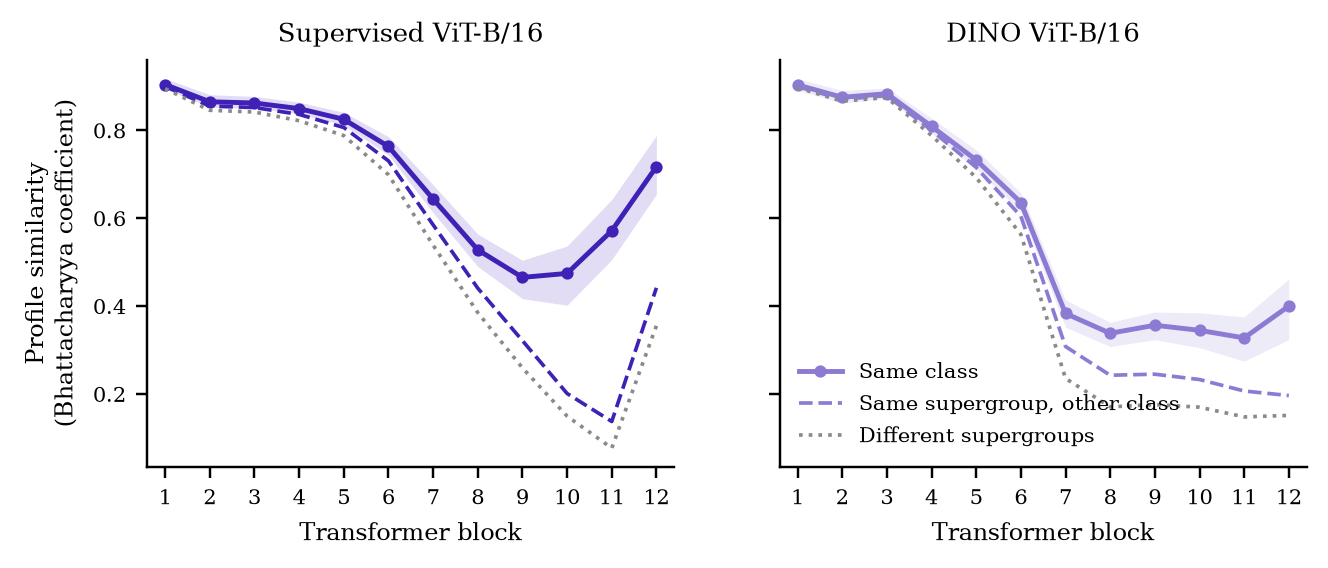 Supervised ViT-B/16
DINO ViT-B/16
Profile similarity
(Bhattacharyya coefficient)
0.8
0.6
0.4
0.2
1 2 3 4 5 6 7 8 9 10 11 12
Transformer block
Same class
Same supergroup, other class
Different supergroups
1 2 3 4 5 6 7 8 9 10 11 12
Transformer block